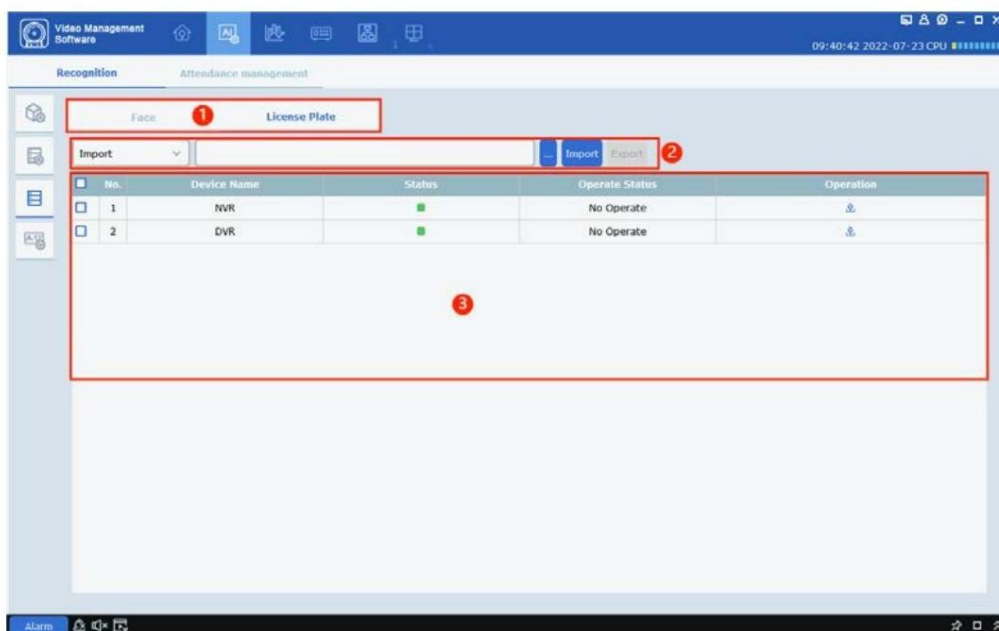 Video Management
Software
09:40:42 2022-07-23 CPU
Recognition Attendance management
Face 1 License Plate
Import ... Import Export 2
No. Device Name Status Operate Status Operation
1 NVR No Operate
2 DVR No Operate
3
Alarm